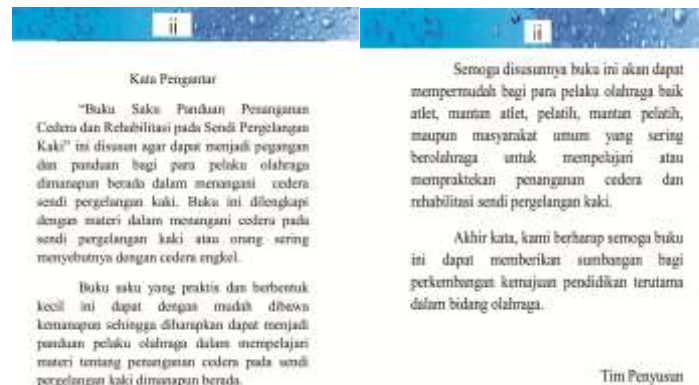 ii
Kata Pengantar
"Buku Saku Panduan Penanganan
Cedera dan Rehabilitasi pada Sendi Pergelangan
Kaki" ini disusun agar dapat menjadi pegangan
dan panduan bagi para pelaku olahraga
dimanapun berada dalam menangani cedera
sendi pergelangan kaki. Buku ini dilengkapi
dengan materi dalam menangani cedera pada
sendi pergelangan kaki atau orang sering
menyebutnya dengan cedera engkel.
Buku saku yang praktis dan berbentuk
kecil ini dapat dengan mudah dibawa
kemanapun sehingga diharapkan dapat menjadi
panduan pelaku olahraga dalam mempelajari
materi tentang penanganan cedera pada sendi
pergelangan kaki dimanapun berada.
ii
Semoga disusunnya buku ini akan dapat
mempermudah bagi para pelaku olahraga baik
atlet, mantan atlet, pelatih, mantan pelatih,
maupun masyarakat umum yang sering
berolahraga untuk mempelajari atau
mempraktekan penanganan cedera dan
rehabilitasi sendi pergelangan kaki.
Akhir kata, kami berharap semoga buku
ini dapat memberikan sumbangan bagi
perkembangan kemajuan pendidikan terutama
dalam bidang olahraga.
Tim Penyusun